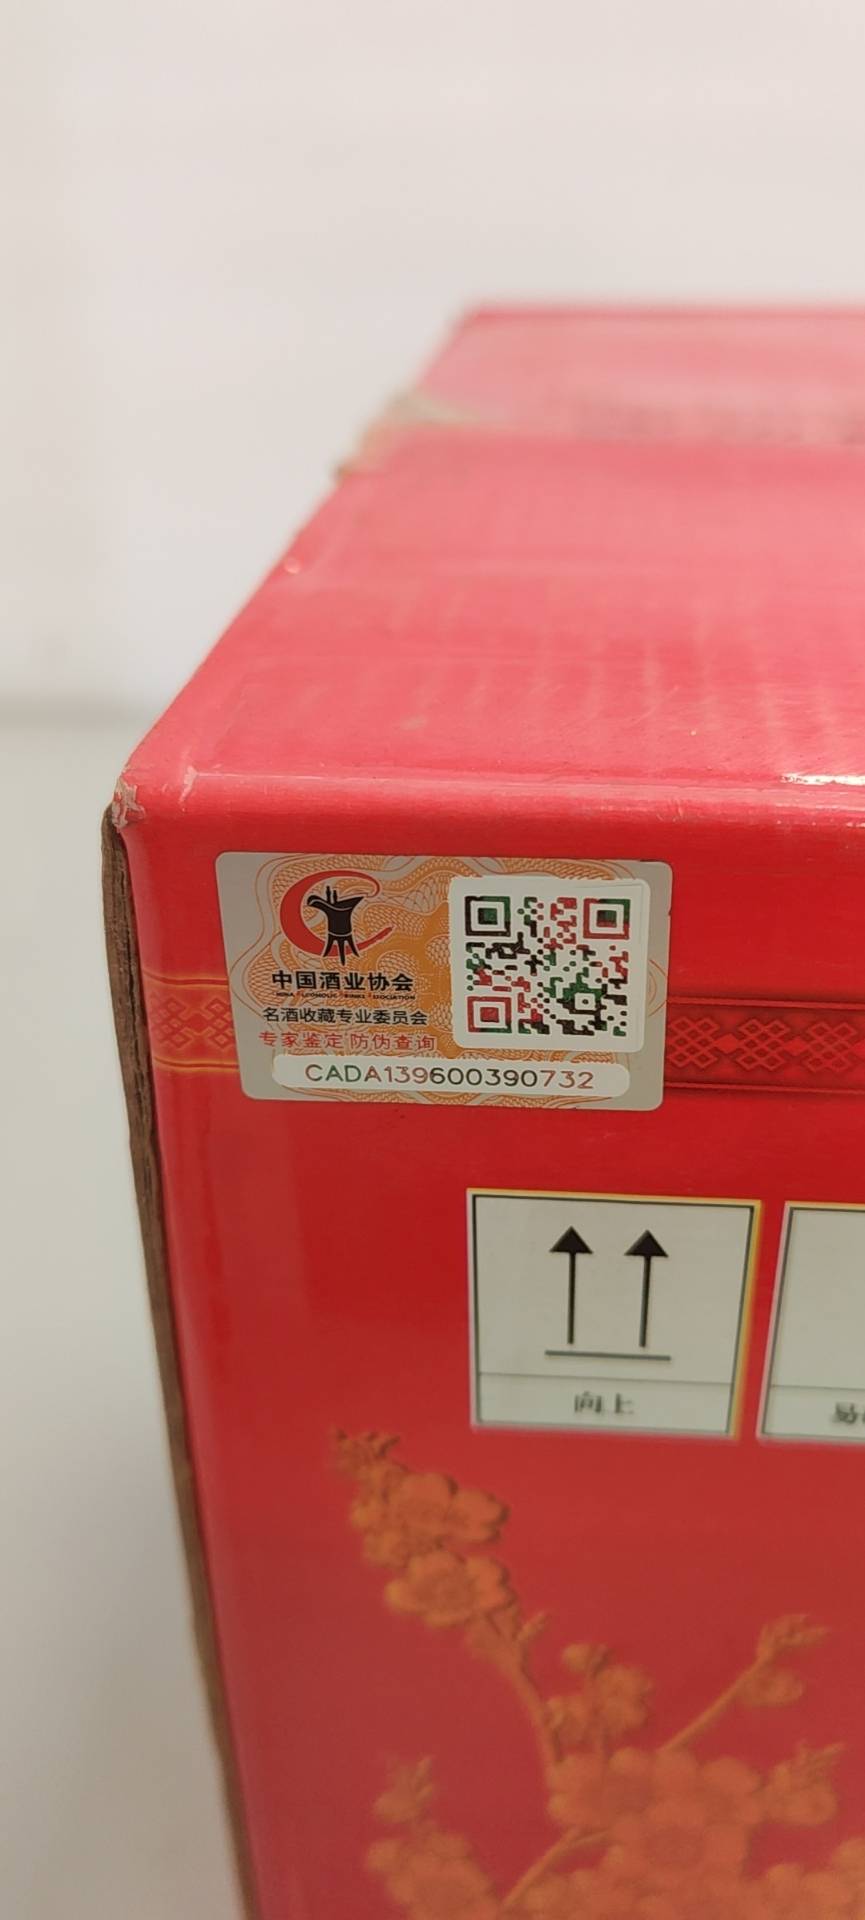 中国酒业协会
名酒收藏专业委员会
专家鉴定 防伪查询
CADA139600390732
向上
易